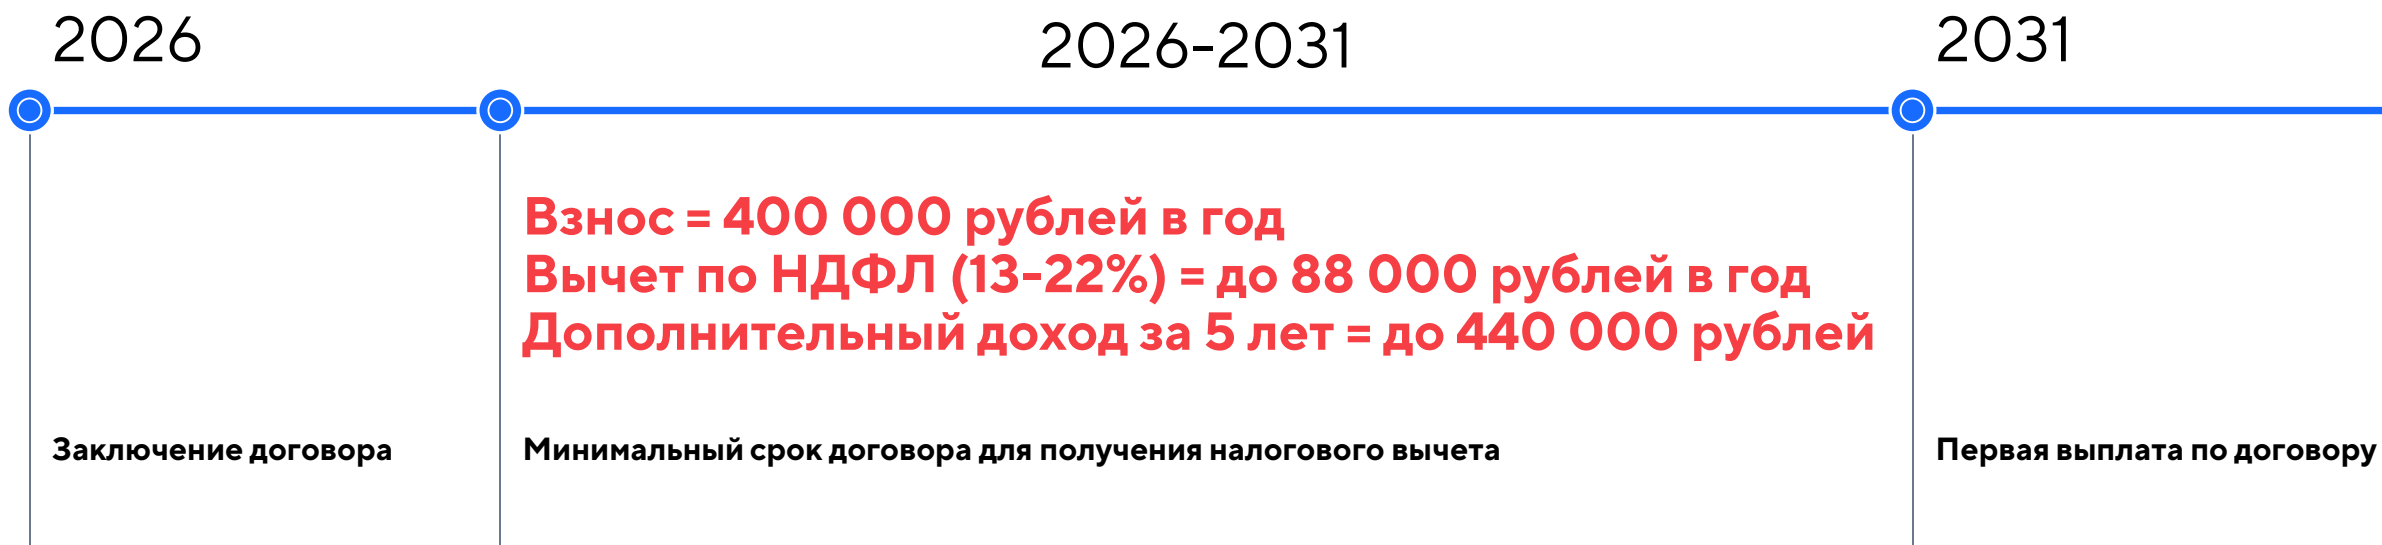 2026
2026-2031
2031
Взнос = 400 000 рублей в год
Вычет по НДФЛ (13-22%) = до 88 000 рублей в год
Дополнительный доход за 5 лет = до 440 000 рублей
Заключение договора
Минимальный срок договора для получения налогового вычета
Первая выплата по договору